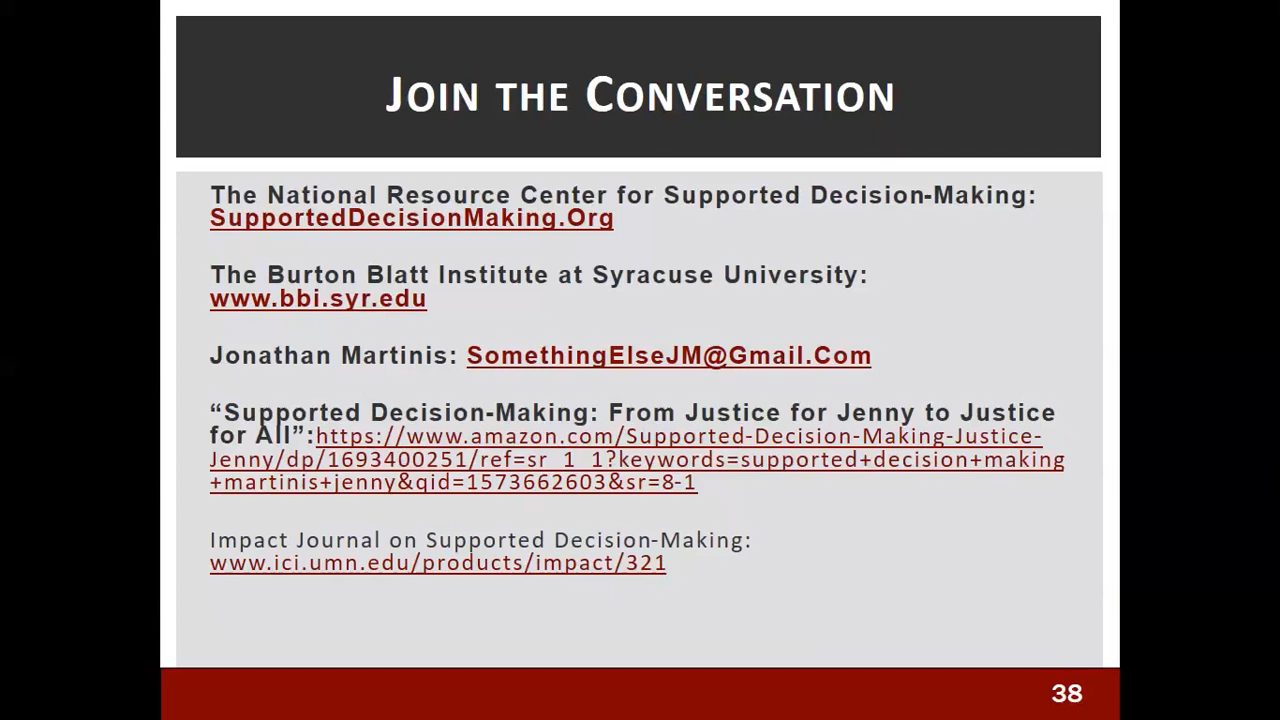 JOIN THE CONVERSATION
The National Resource Center for Supported Decision-Making:
SupportedDecisionMaking.Org
The Burton Blatt Institute at Syracuse University:
www.bbi.syr.edu
Jonathan Martinis: SomethingElseJM@Gmail.Com
“Supported Decision-Making: From Justice for Jenny to Justice
for All”:https://www.amazon.com/Supported-Decision-Making-Justice-
Jenny/dp/1693400251/ref=sr_1_1?keywords=supported+decision+making
+martinis+jenny&qid=1573662603&sr=8-1
Impact Journal on Supported Decision-Making:
www.ici.umn.edu/products/impact/321
38